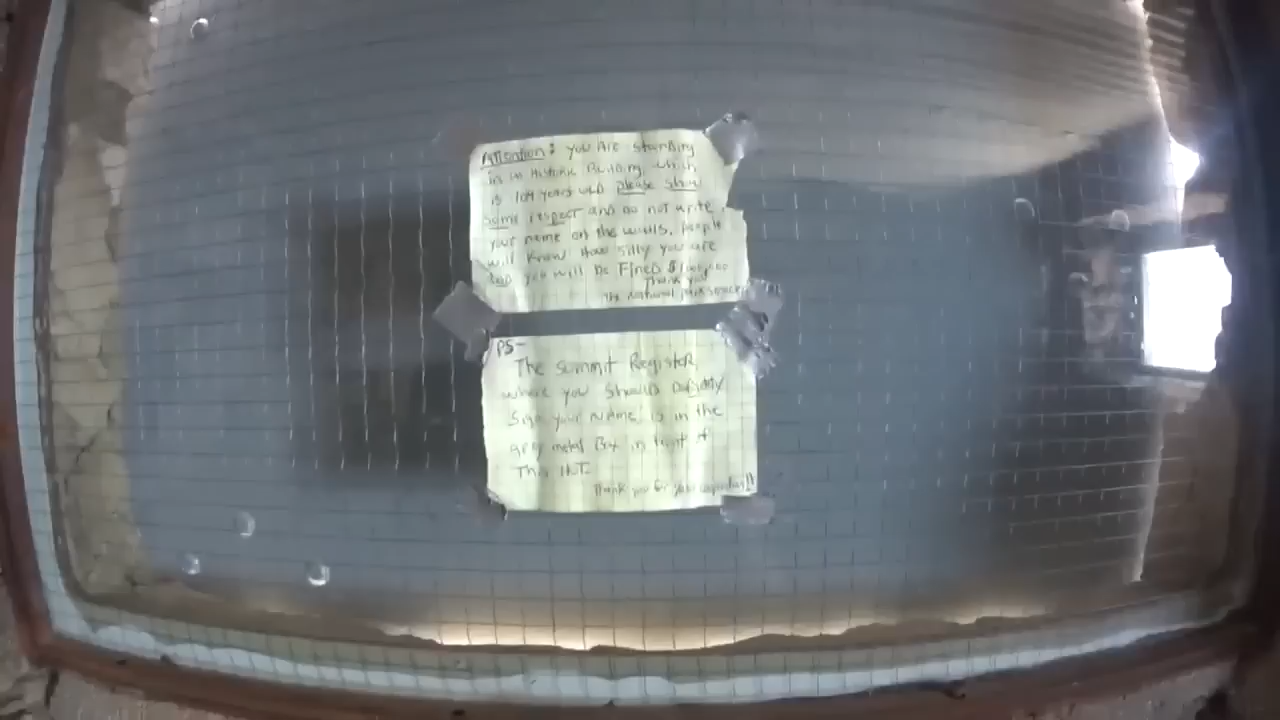 Attention: you Are standing
in a Historic Building, which
is 109 years old please show
some respect and do not write
your name on the walls. people
will know How silly you are
and you will be Fined $
Thank you
The National park service
PS-
The Summit Register,
where you should
sign your name, is in the
grey metal Box in front of
This HUT.
Thank you for your